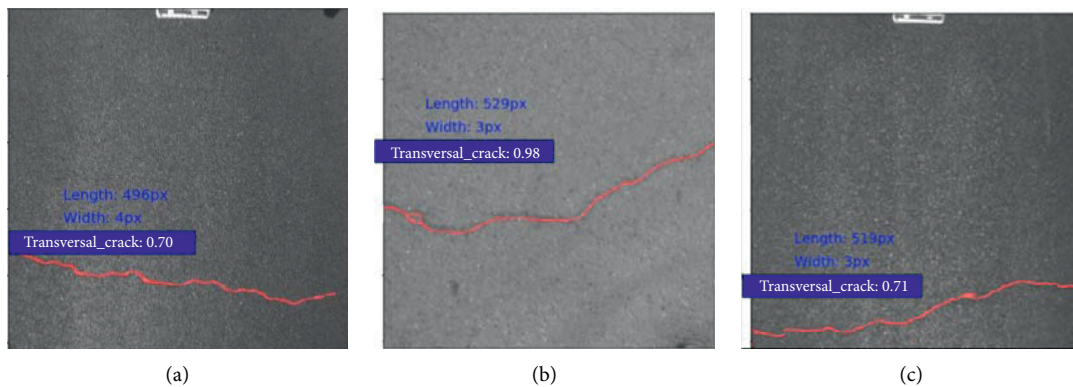 Length: 496px
Width: 4px
Transversal_crack: 0.70
(a)
Length: 529px
Width: 3px
Transversal_crack: 0.98
(b)
Length: 519px
Width: 3px
Transversal_crack: 0.71
(c)